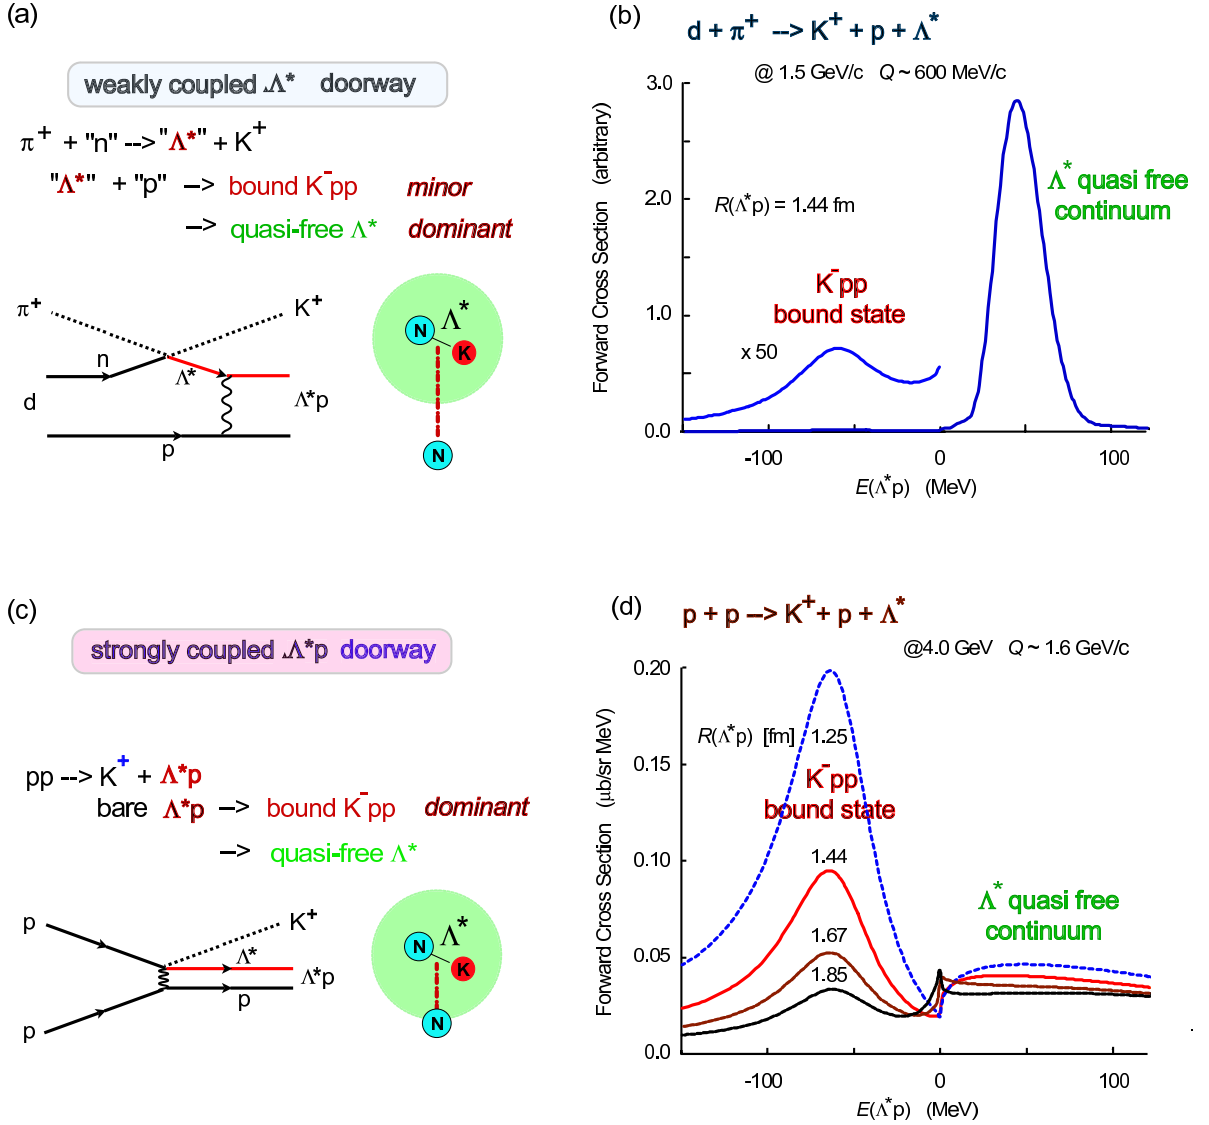 (a)
weakly coupled Λ* doorway
π⁺ + "n" --> "Λ*" + K⁺
"Λ*" + "p" --> bound K⁻pp minor
--> quasi-free Λ* dominant
π⁺
K⁺
n
Λ*
d
Λ*p
p
Λ*
N
K
N
(b)
d + π⁺ --> K⁺ + p + Λ*
@ 1.5 GeV/c Q ~ 600 MeV/c
Forward Cross Section (arbitrary)
3.0
2.0
1.0
0.0
R(Λ*p) = 1.44 fm
Λ* quasi free
continuum
K⁻pp
bound state
x 50
-100
0
100
E(Λ*p) (MeV)
(c)
strongly coupled Λ*p doorway
pp --> K⁺ + Λ*p
bare Λ*p --> bound K⁻pp dominant
--> quasi-free Λ*
p
K⁺
Λ*
Λ*p
p
p
Λ*
N
K
N
(d)
p + p --> K⁺ + p + Λ*
@4.0 GeV Q ~ 1.6 GeV/c
Forward Cross Section (μb/sr MeV)
0.20
0.15
0.10
0.05
0.0
R(Λ*p) [fm] 1.25
K⁻pp
bound state
1.44
1.67
1.85
Λ* quasi free
continuum
-100
0
100
E(Λ*p) (MeV)